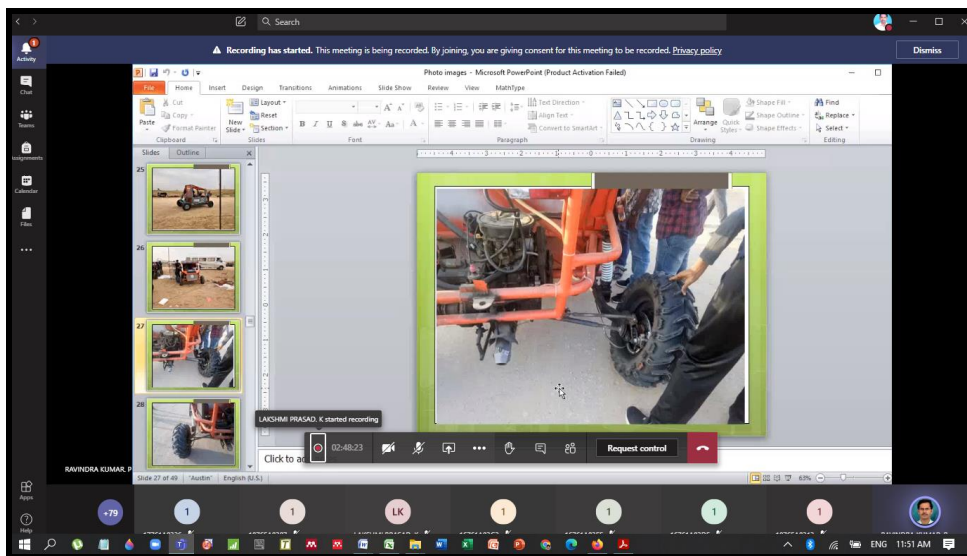 Search
Activity
Recording has started. This meeting is being recorded. By joining, you are giving consent for this meeting to be recorded. Privacy policy
Dismiss
Chat
Teams
Assignments
Calendar
Files
Photo images - Microsoft PowerPoint (Product Activation Failed)
File Home Insert Design Transitions Animations Slide Show Review View MathType
Paste
Cut
Copy
Format Painter
Clipboard
New Slide
Layout
Reset
Section
Slides
Font
Text Direction
Align Text
Convert to SmartArt
Paragraph
Arrange
Quick Styles
Shape Fill
Shape Outline
Shape Effects
Drawing
Find
Replace
Select
Editing
Slides Outline
25
26
27
28
LAKSHMI PRASAD. K started recording
02:48:23
Request control
Click to ad
RAVINDRA KUMAR. P
Slide 27 of 49 "Austin" English (U.S.)
63%
Apps
Help
+79
1
1
LK
1
1
1
1
ENG 11:51 AM